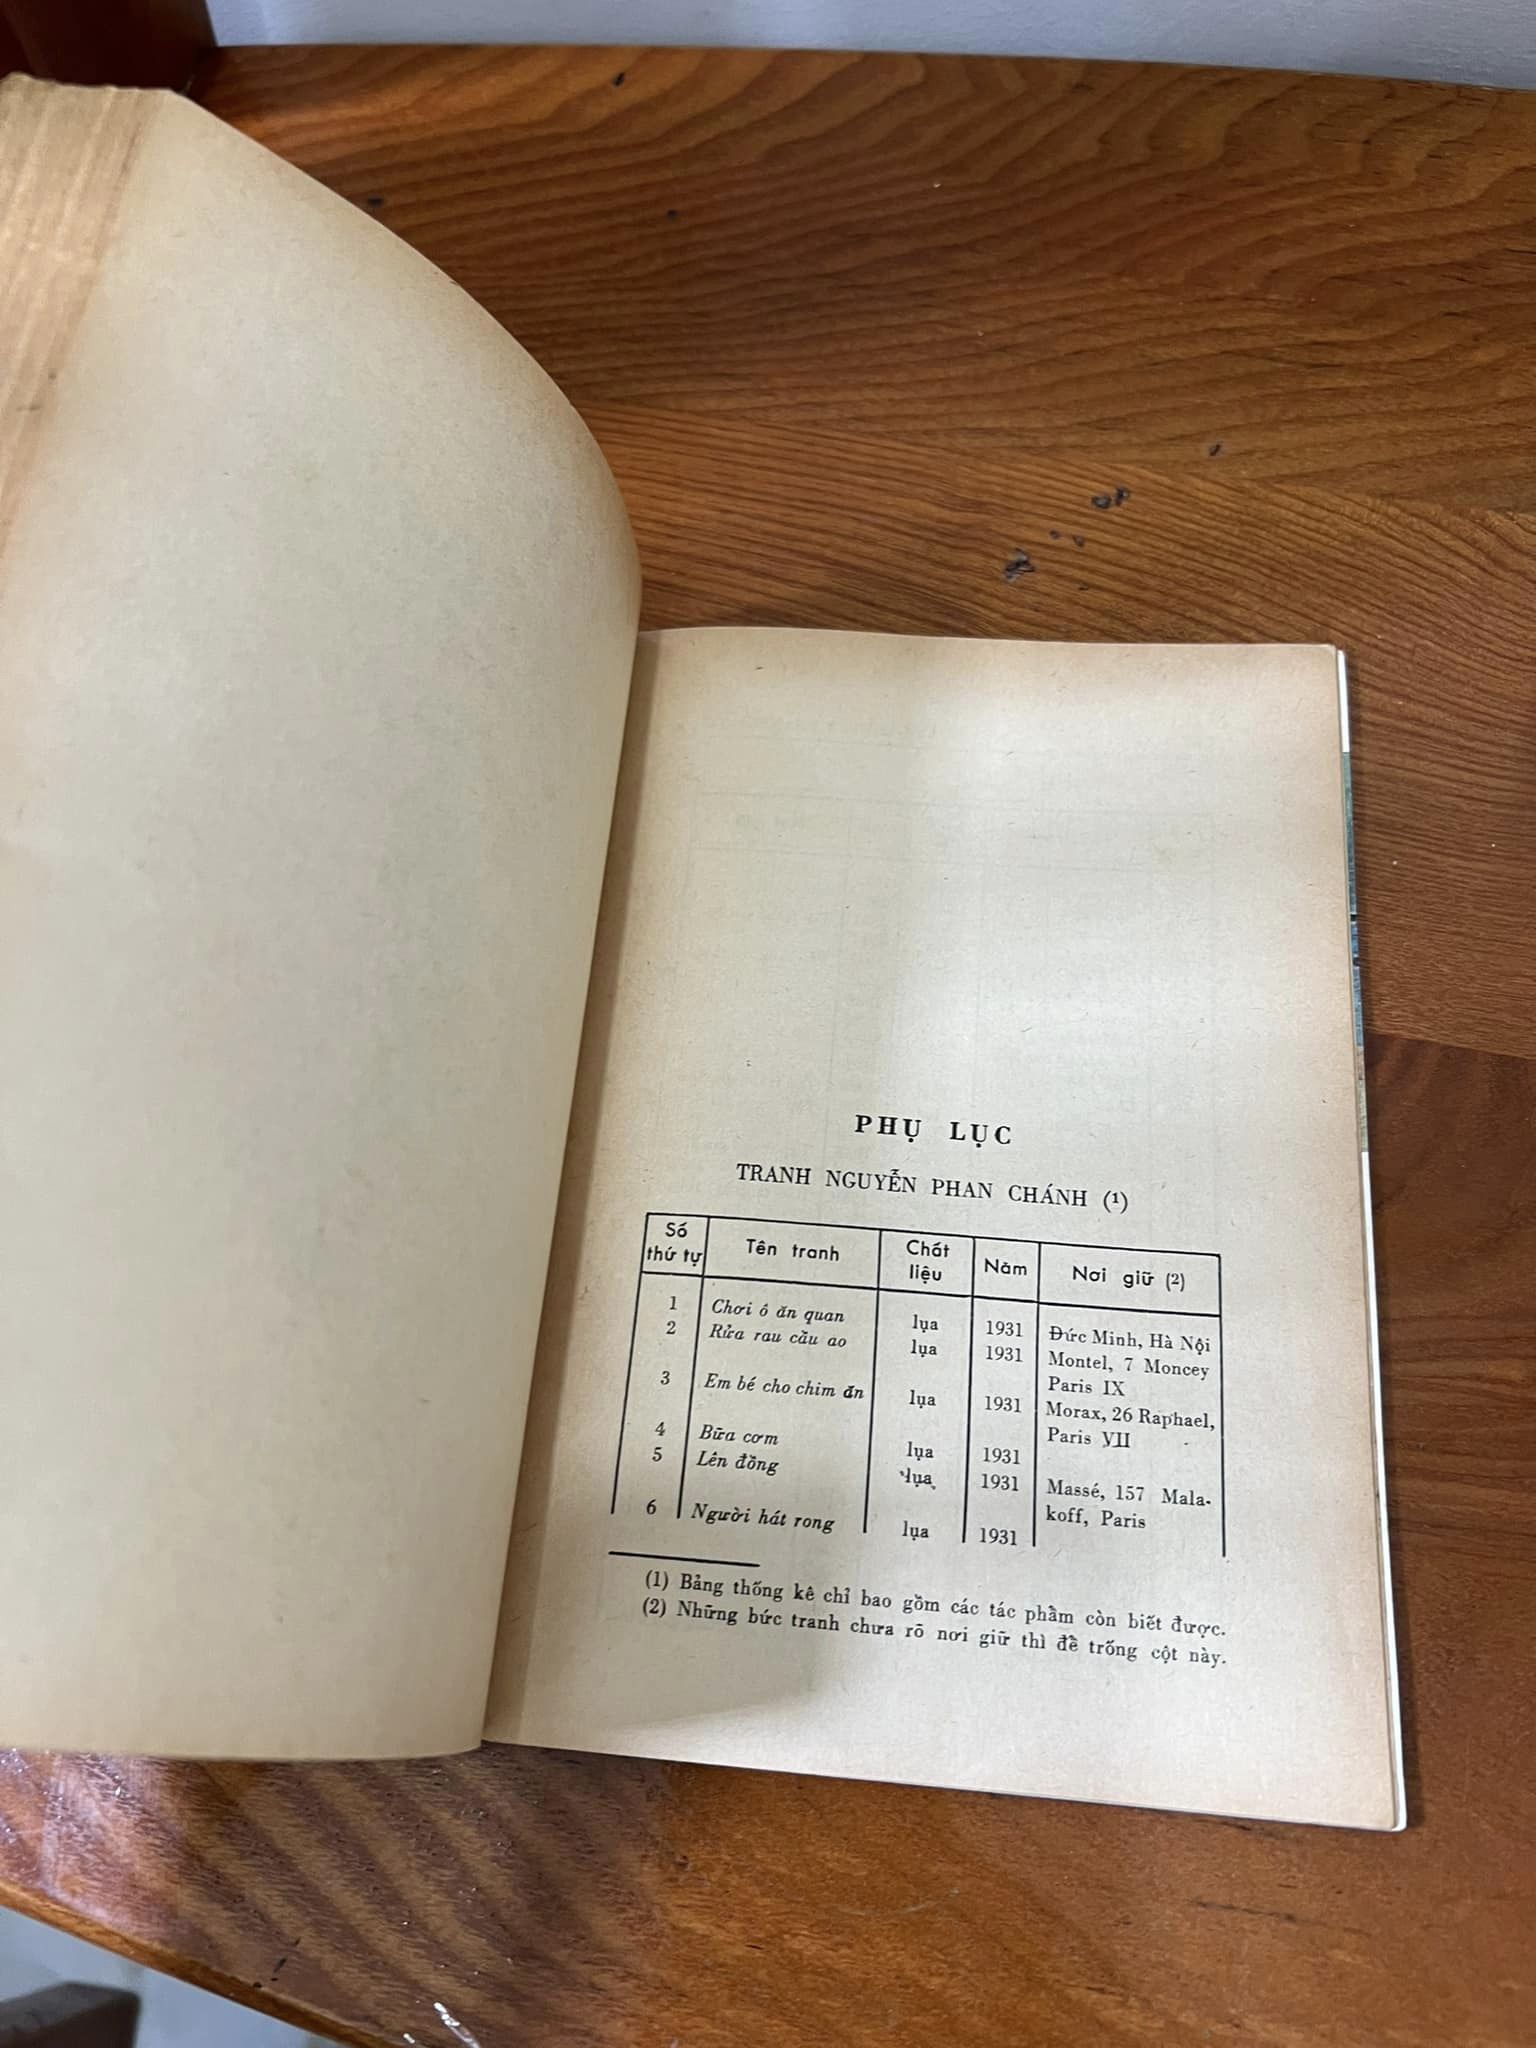 PHỤ LỤC
TRANH NGUYỄN PHAN CHÁNH (1)
Số thứ tự Tên tranh Chất liệu Năm Nơi giữ (2)
1 Chơi ô ăn quan lụa 1931 Đức Minh, Hà Nội
2 Rửa rau cầu ao lụa 1931 Montel, 7 Moncey
Paris IX
3 Em bé cho chim ăn lụa 1931 Morax, 26 Raphael,
Paris VII
4 Bữa cơm lụa 1931
5 Lên đồng lụa 1931 Massé, 157 Mala-
koff, Paris
6 Người hát rong lụa 1931
(1) Bảng thống kê chỉ bao gồm các tác phẩm còn biết được.
(2) Những bức tranh chưa rõ nơi giữ thì để trống cột này.